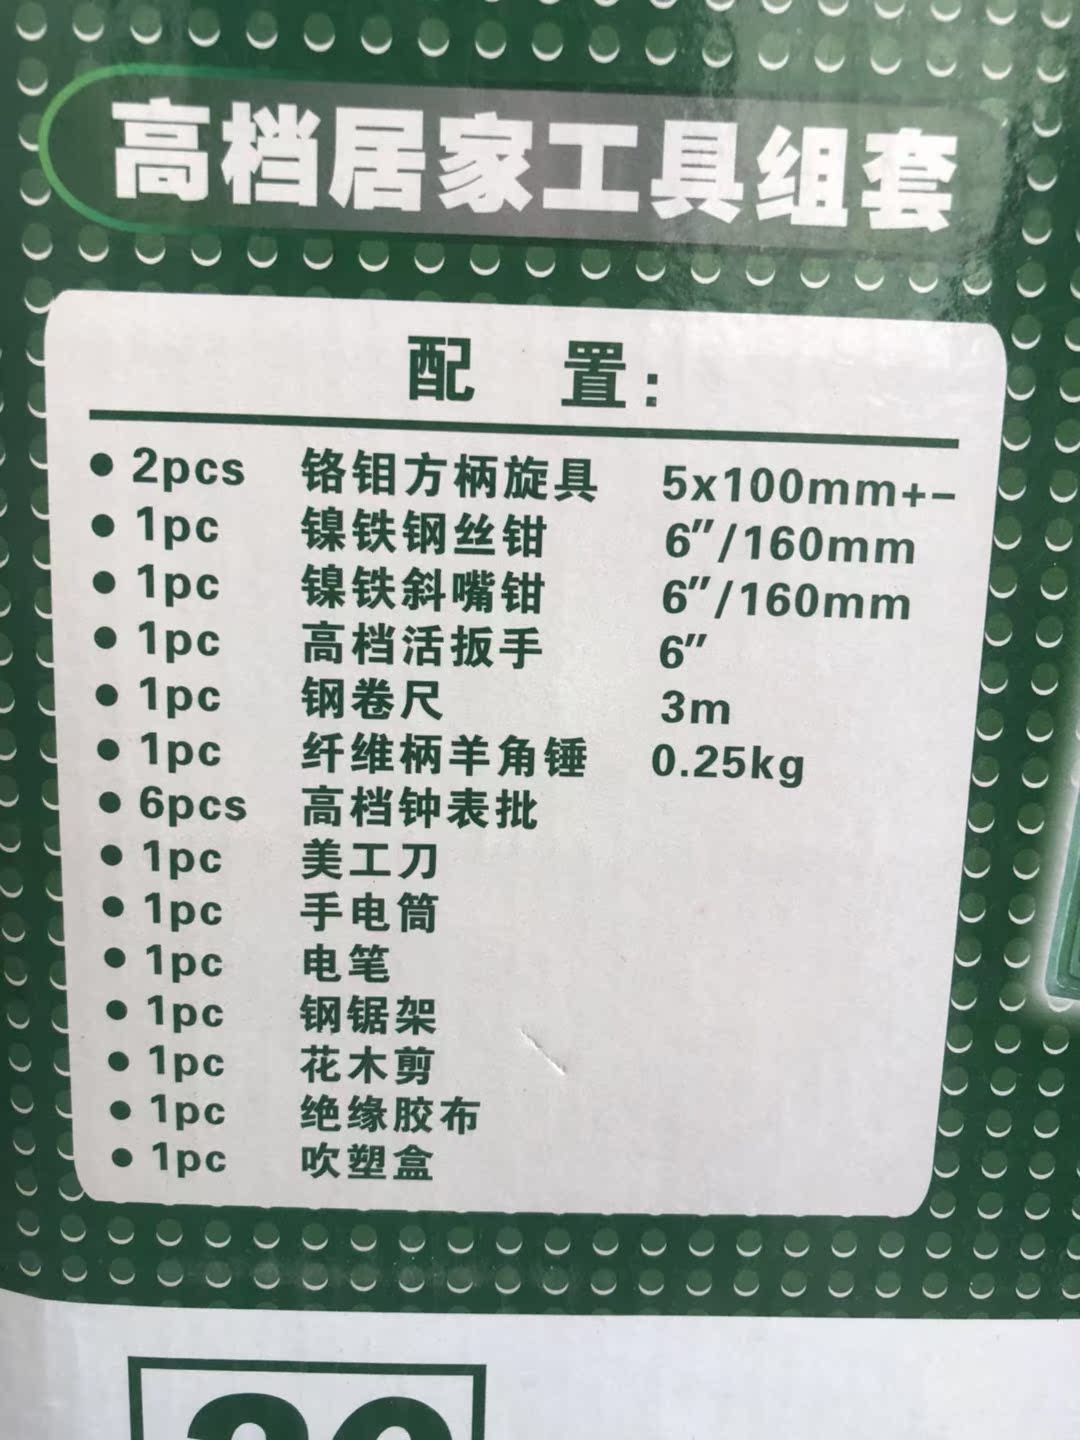 高档居家工具组套
配 置:
● 2pcs 铬钼方柄旋具 5x100mm+-
● 1pc 镍铁钢丝钳 6"/160mm
● 1pc 镍铁斜嘴钳 6"/160mm
● 1pc 高档活扳手 6"
● 1pc 钢卷尺 3m
● 1pc 纤维柄羊角锤 0.25kg
● 6pcs 高档钟表批
● 1pc 美工刀
● 1pc 手电筒
● 1pc 电笔
● 1pc 钢锯架
● 1pc 花木剪
● 1pc 绝缘胶布
● 1pc 吹塑盒